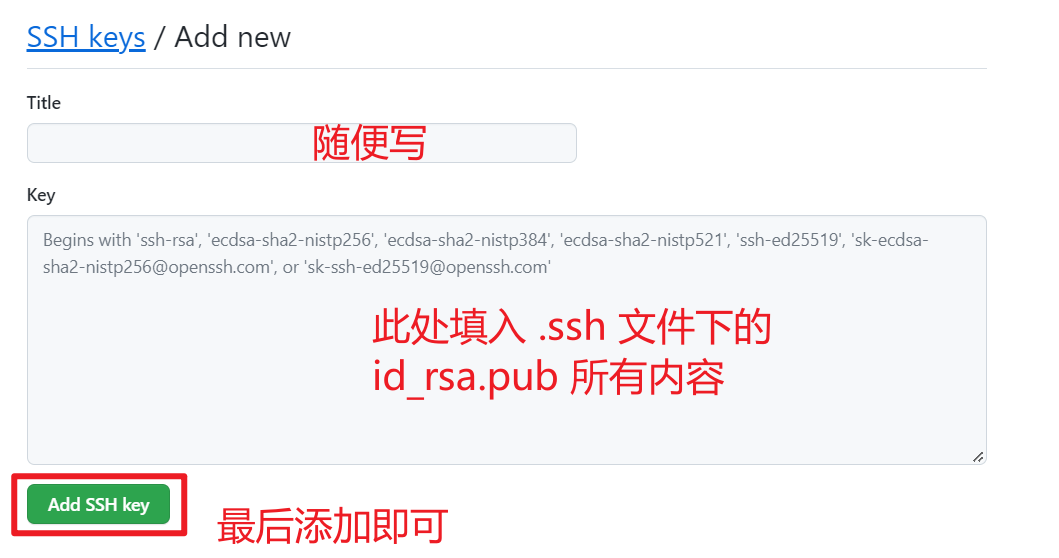 SSH keys / Add new
Title
随便写
Key
Begins with 'ssh-rsa', 'ecdsa-sha2-nistp256', 'ecdsa-sha2-nistp384', 'ecdsa-sha2-nistp521', 'ssh-ed25519', 'sk-ecdsa-
sha2-nistp256@openssh.com', or 'sk-ssh-ed25519@openssh.com'
此处填入 .ssh 文件下的
id_rsa.pub 所有内容
Add SSH key
最后添加即可